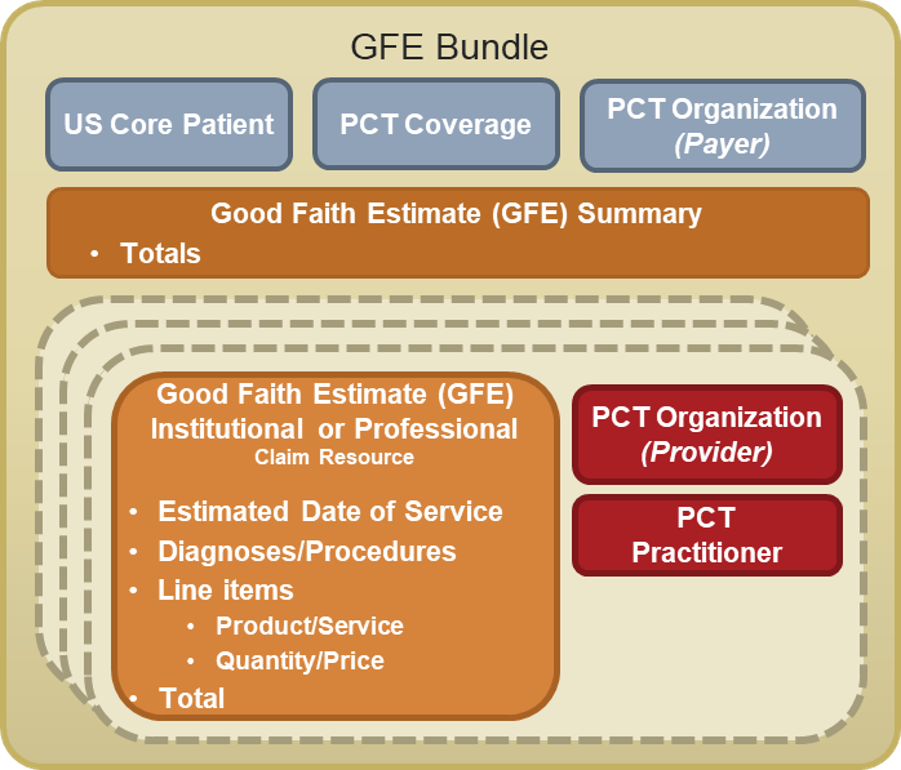 GFE Bundle
US Core Patient
PCT Coverage
PCT Organization
(Payer)
Good Faith Estimate (GFE) Summary
• Totals
Good Faith Estimate (GFE)
Institutional or Professional
Claim Resource
• Estimated Date of Service
• Diagnoses/Procedures
• Line items
• Product/Service
• Quantity/Price
• Total
PCT Organization
(Provider)
PCT
Practitioner